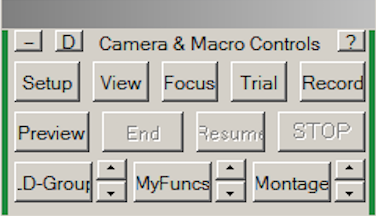 – D Camera & Macro Controls ?
Setup View Focus Trial Record
Preview End Resume STOP
LD-Group MyFuncs Montage